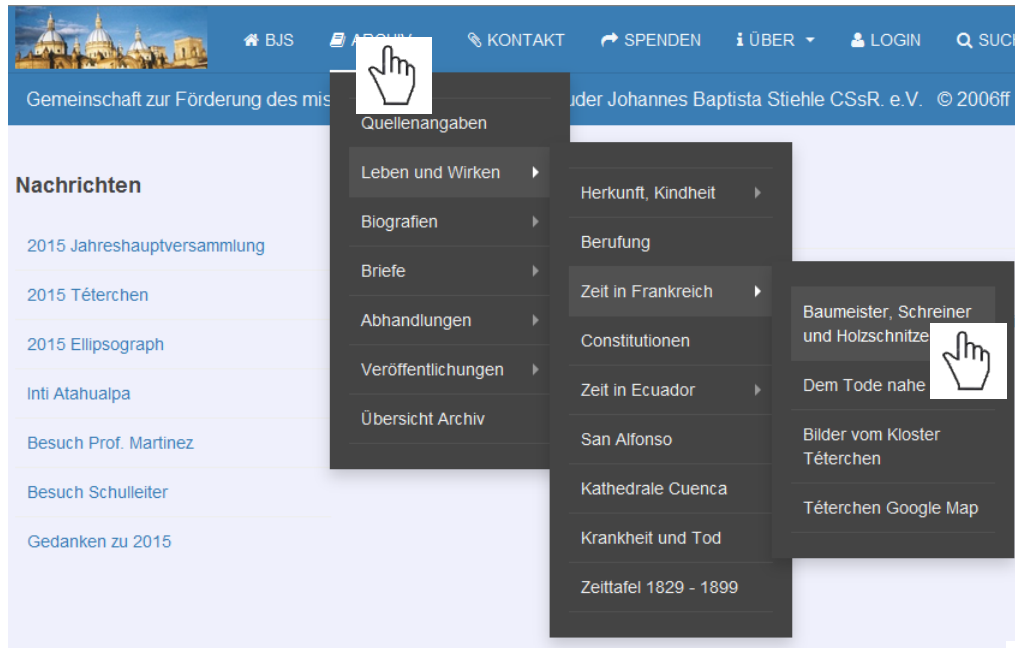 BJS
KONTAKT
SPENDEN
ÜBER
LOGIN
Gemeinschaft zur Förderung des
Johannes Baptista Stiehle CSsR. e.V. © 2006ff
Nachrichten
2015 Jahreshauptversammlung
2015 Téterchen
2015 Ellipsograph
Inti Atahualpa
Besuch Prof. Martinez
Besuch Schulleiter
Gedanken zu 2015
Quellenangaben
Leben und Wirken
Biografien
Briefe
Abhandlungen
Veröffentlichungen
Übersicht Archiv
Herkunft, Kindheit
Berufung
Zeit in Frankreich
Constitutionen
Zeit in Ecuador
San Alfonso
Kathedrale Cuenca
Krankheit und Tod
Zeittafel 1829 - 1899
Baumeister, Schreiner
und
Dem Tode nahe
Bilder vom Kloster
Téterchen
Téterchen Google Map